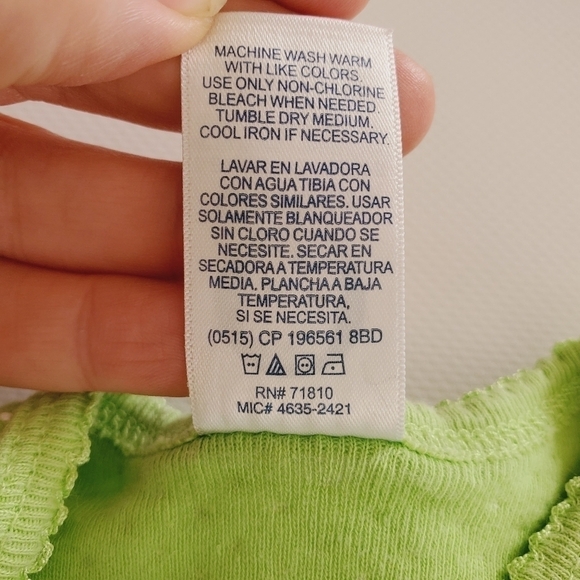 MACHINE WASH WARM
WITH LIKE COLORS.
USE ONLY NON-CHLORINE
BLEACH WHEN NEEDED.
TUMBLE DRY MEDIUM.
COOL IRON IF NECESSARY.
LAVAR EN LAVADORA
CON AGUA TIBIA CON
COLORES SIMILARES. USAR
SOLAMENTE BLANQUEADOR
SIN CLORO CUANDO SE
NECESITE. SECAR EN
SECADORA A TEMPERATURA
MEDIA. PLANCHA A BAJA
TEMPERATURA,
SI SE NECESITA.
(0515) CP 196561 8BD
RN# 71810
MIC# 4635-2421